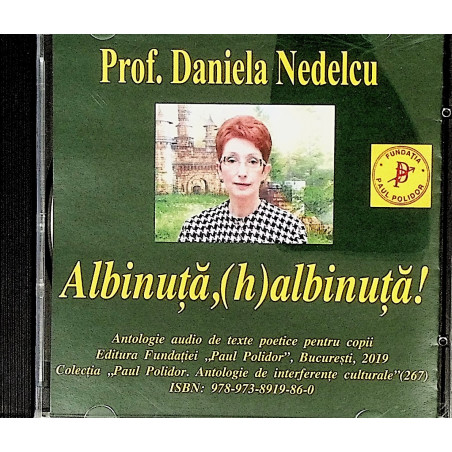 Prof. Daniela Nedelcu
FUNDAȚIA
PAUL POLIDOR
Albinuță,(h)albinuță!
Antologie audio de texte poetice pentru copii
Editura Fundației „Paul Polidor”, București, 2019
Colecția „Paul Polidor. Antologie de interferențe culturale”(267)
ISBN: 978-973-8919-86-0